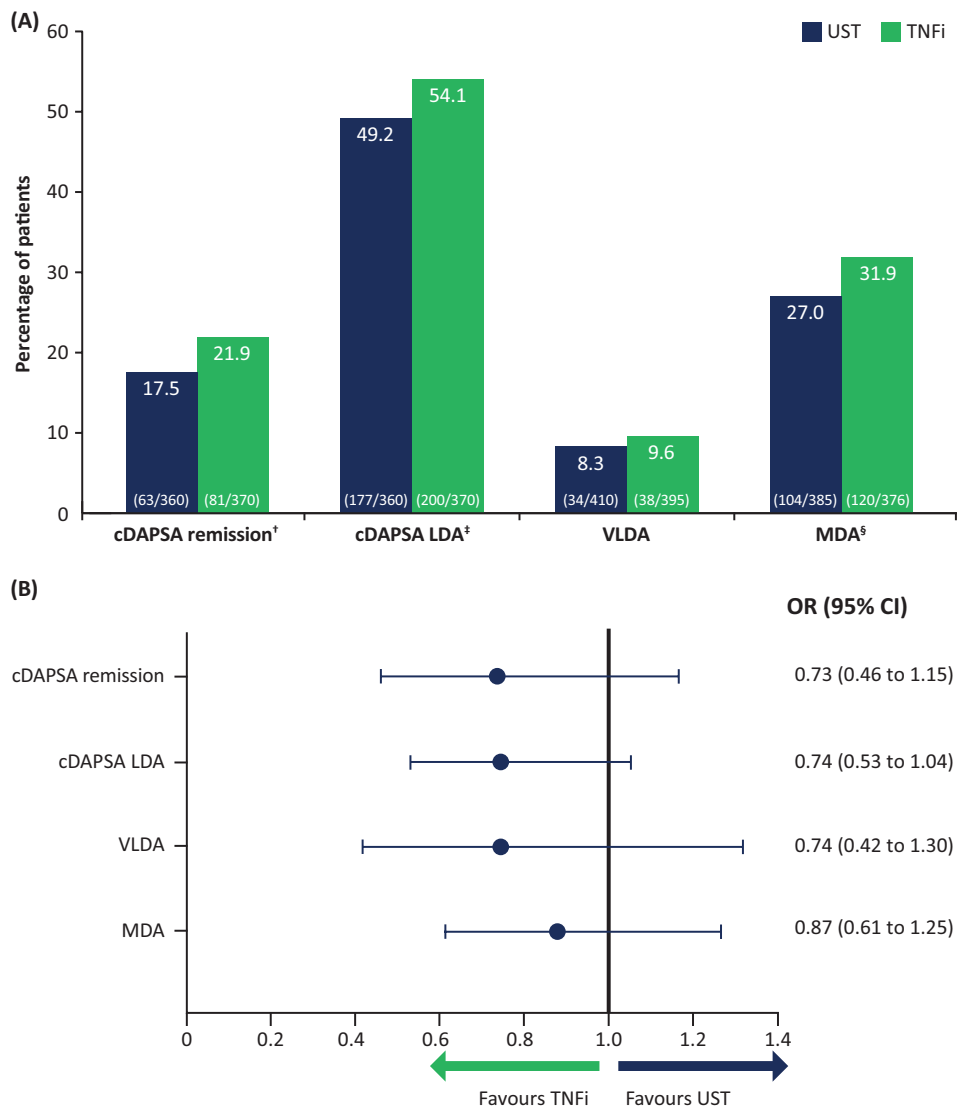 (A)
UST TNFi
Percentage of patients
60
50
40
30
20
10
0
17.5 21.9 49.2 54.1 8.3 9.6 27.0 31.9
(63/360) (81/370) (177/360) (200/370) (34/410) (38/395) (104/385) (120/376)
cDAPSA remission† cDAPSA LDA‡ VLDA MDA§
(B)
OR (95% CI)
cDAPSA remission 0.73 (0.46 to 1.15)
cDAPSA LDA 0.74 (0.53 to 1.04)
VLDA 0.74 (0.42 to 1.30)
MDA 0.87 (0.61 to 1.25)
0 0.2 0.4 0.6 0.8 1.0 1.2 1.4
Favours TNFi Favours UST